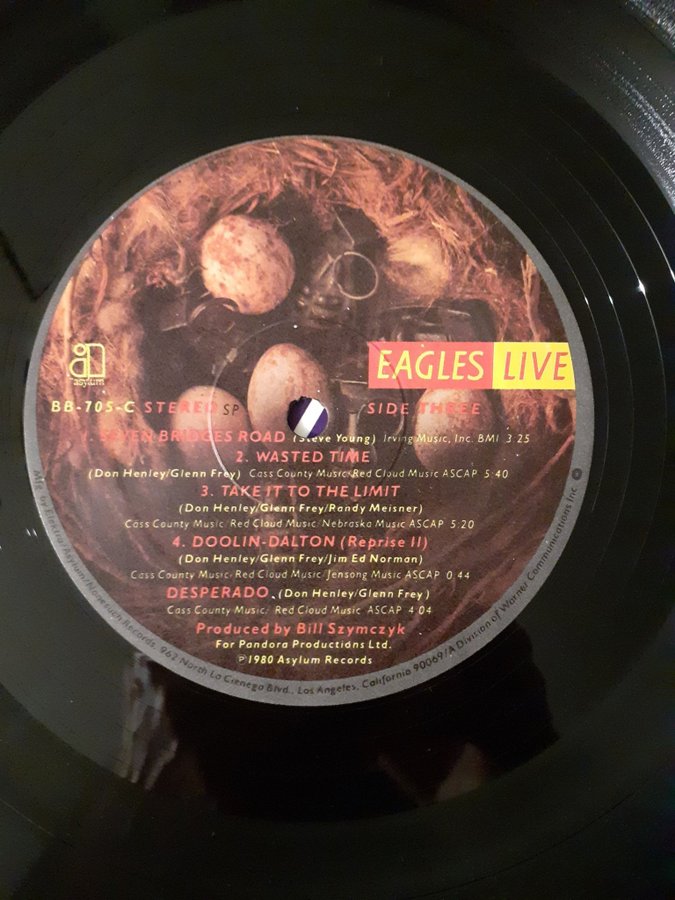 asylum
EAGLES LIVE
BB-705-C STEREO SP SIDE THREE
1. SEVEN BRIDGES ROAD (Steve Young) Irving Music, Inc. BMI 3:25
2. WASTED TIME
(Don Henley/Glenn Frey) Cass County Music/Red Cloud Music ASCAP 5:40
3. TAKE IT TO THE LIMIT
(Don Henley/Glenn Frey/Randy Meisner)
Cass County Music/Red Cloud Music/Nebraska Music ASCAP 5:20
4. DOOLIN-DALTON (Reprise II)
(Don Henley/Glenn Frey/Jim Ed Norman)
Cass County Music/Red Cloud Music/Jensong Music ASCAP 0:44
DESPERADO (Don Henley/Glenn Frey)
Cass County Music/ Red Cloud Music ASCAP 4:04
Produced by Bill Szymczyk
For Pandora Productions Ltd.
℗1980 Asylum Records
Mfg. by Elektra/Asylum/Nonesuch Records, 962 North La Cienega Blvd., Los Angeles, California 90069/A Division of Warner Communications Inc.